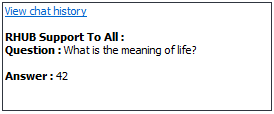 View chat history
RHUB Support To All :
Question : What is the meaning of life?
Answer : 42